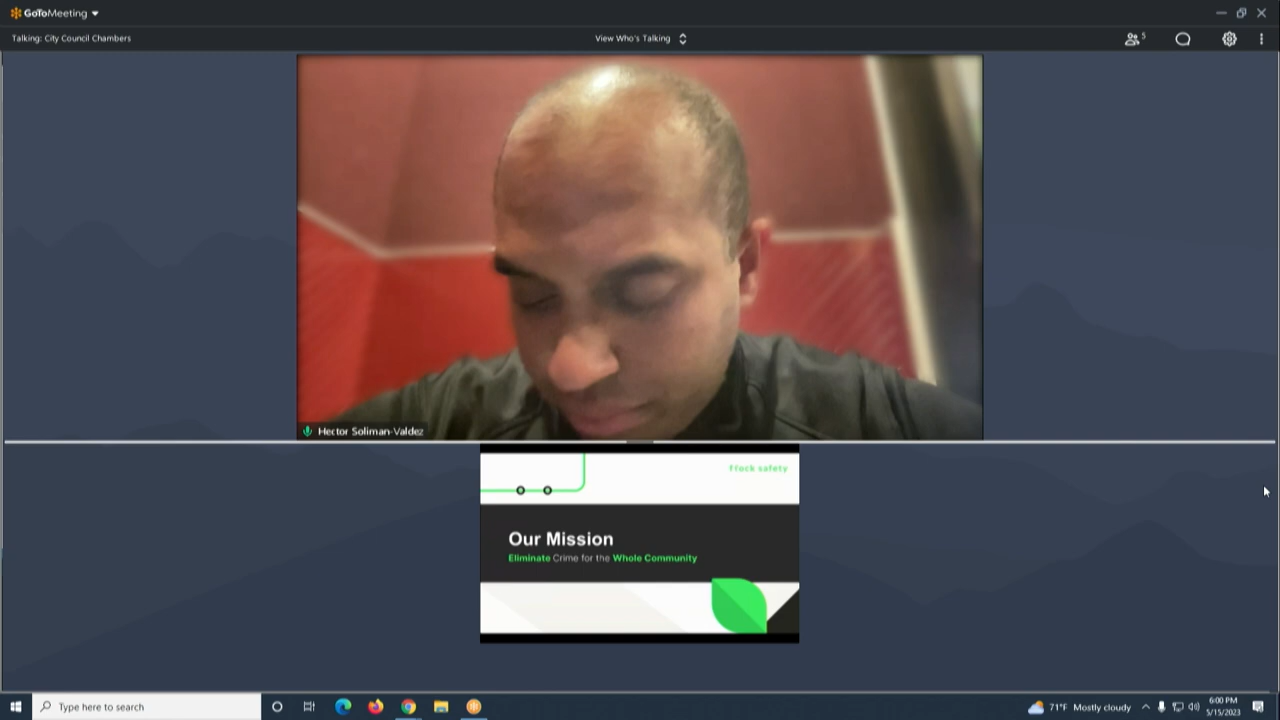 GoToMeeting
Talking: City Council Chambers
View Who's Talking
5
Hector Soliman-Valdez
flock safety
Our Mission
Eliminate Crime for the Whole Community
Type here to search
71°F Mostly cloudy
6:00 PM
5/15/2023